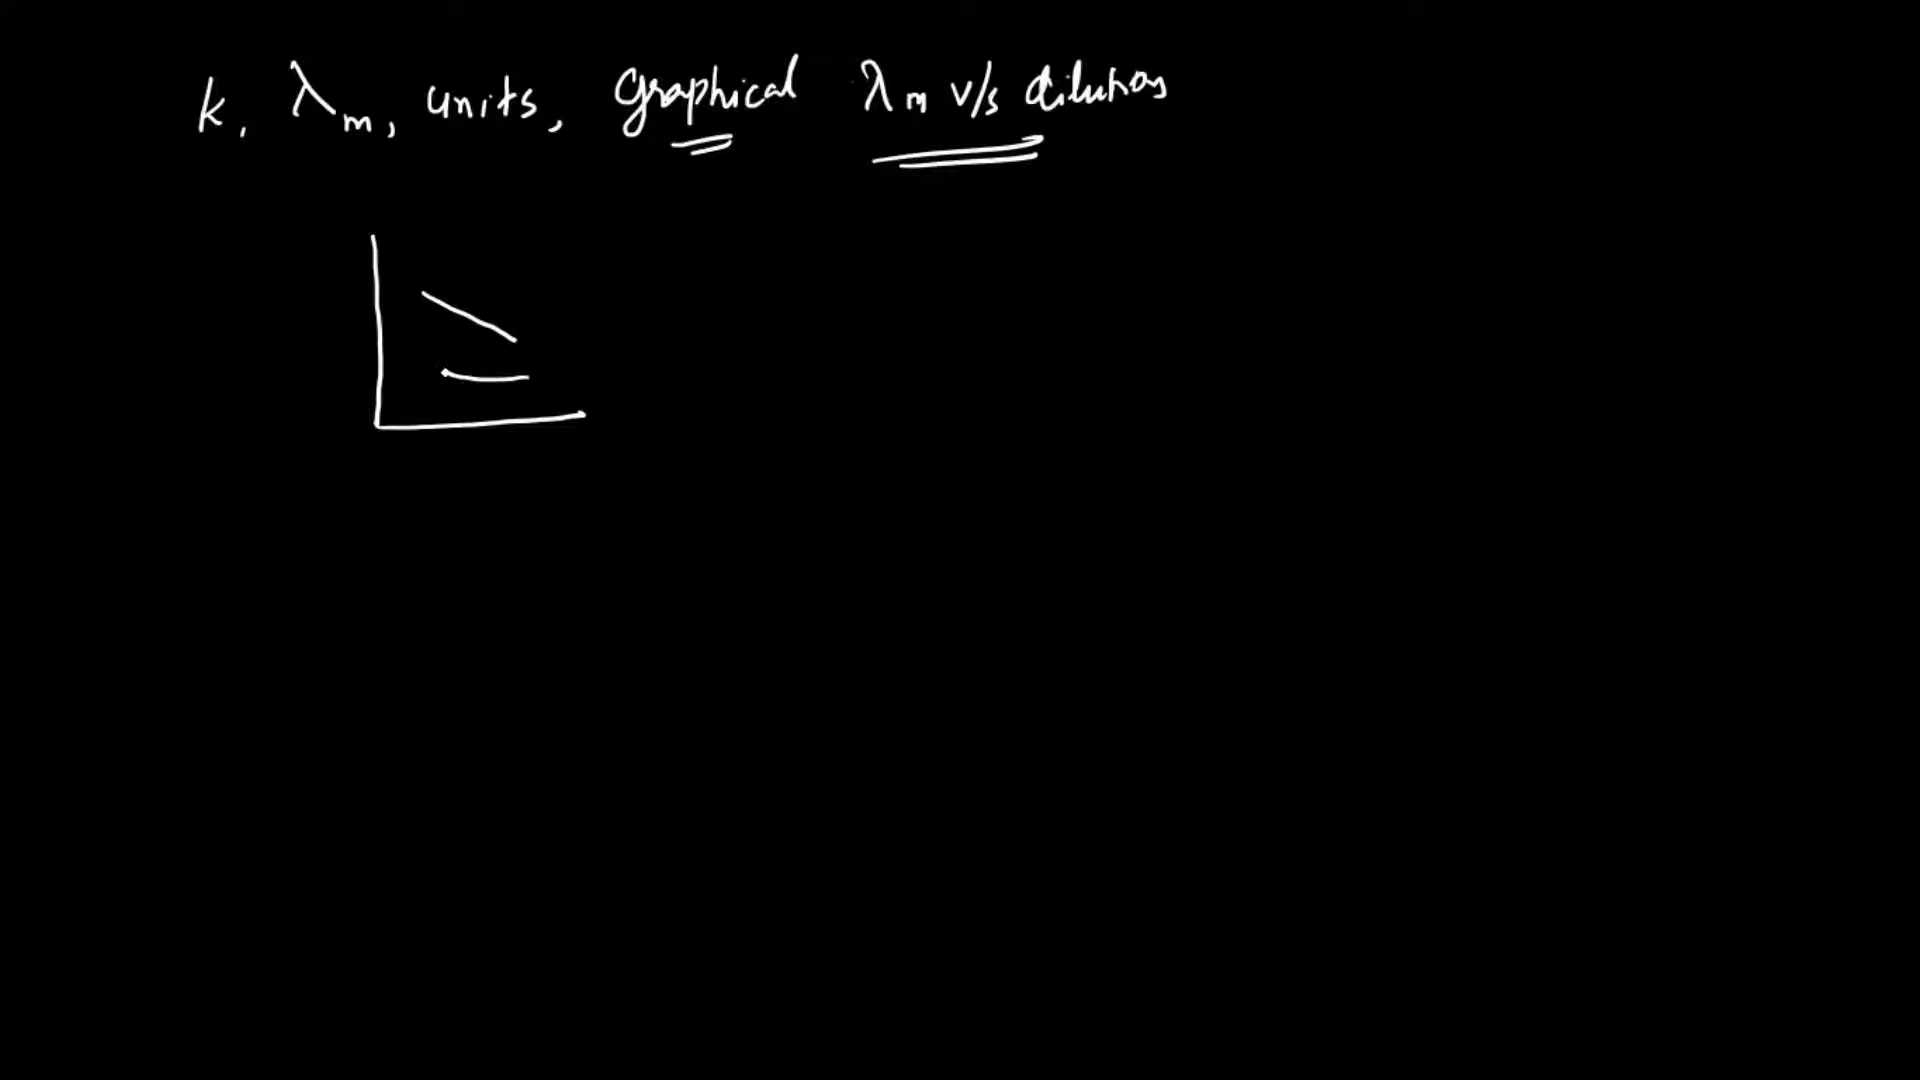 k, λm, units, Graphical λm v/s dilution